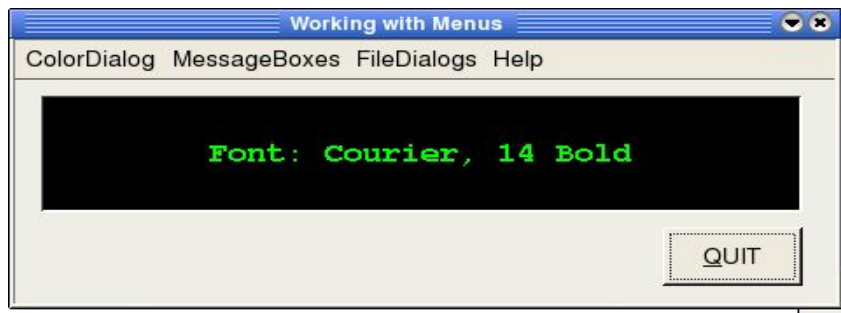 Working with Menus
ColorDialog MessageBoxes FileDialogs Help
Font: Courier, 14 Bold
QUIT